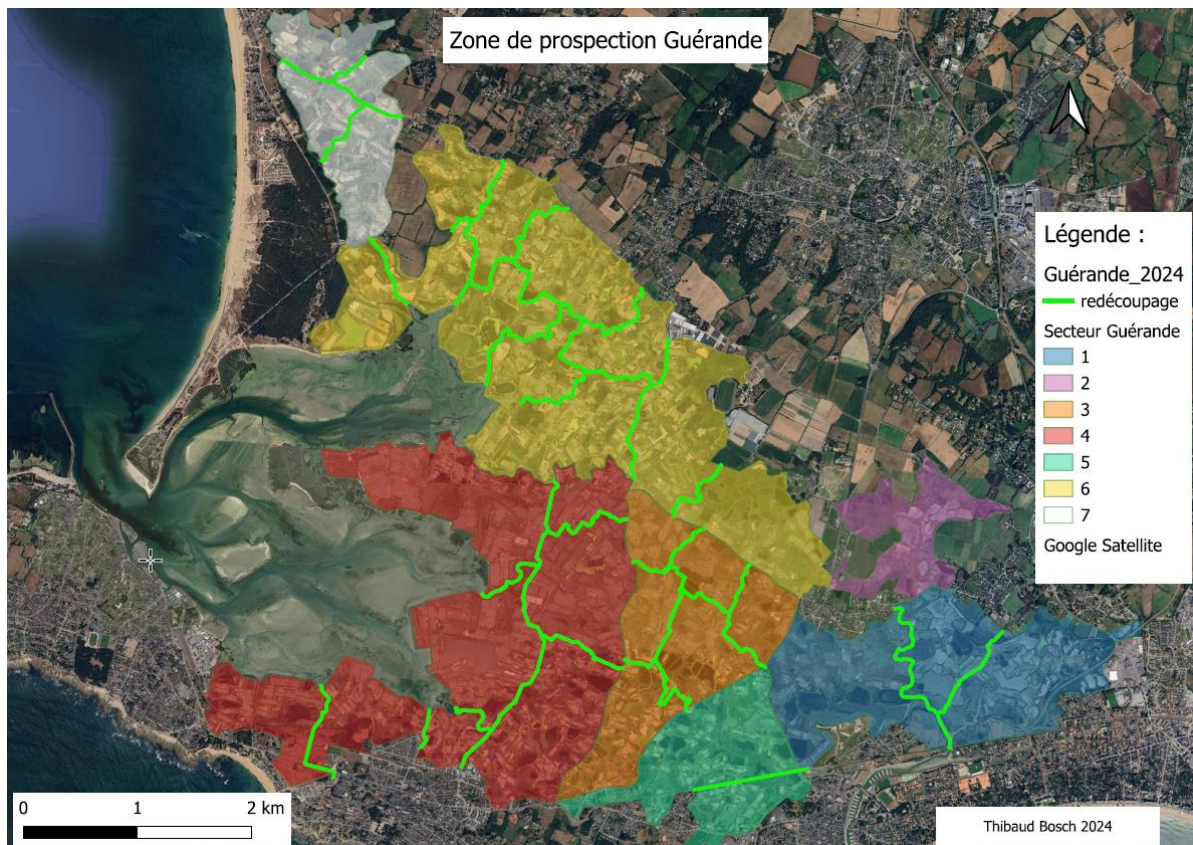 Zone de prospection Guérande
Légende :
Guérande_2024
redécoupage
Secteur Guérande
1
2
3
4
5
6
7
Google Satellite
0 1 2 km
Thibaud Bosch 2024